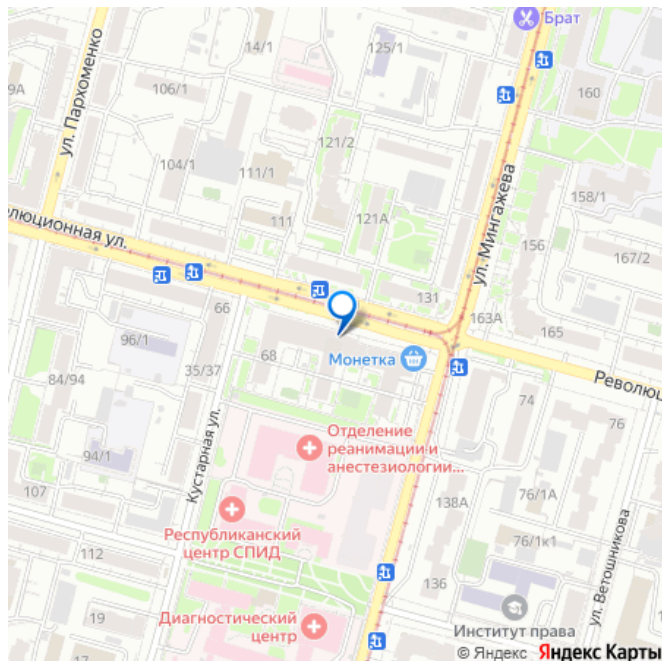 Брат
14/1
125/1
9А
106/1
160
ул. Пархоменко
121/2
104/1
111/1
ул. Мингажева
158/1
111
121А
156
люционная ул.
167/2
131
163А
66
165
96/1
68
Монетка
Революц
84/94
35/37
74
76
Отделение
реанимации и
анестезиологии...
Кустарная ул.
94/1
107
138А
76/1А
Республиканский
центр СПИД
76/1к1
112
136
ул. Ветошникова
19
Диагностический
центр
Институт права
© Яндекс Яндекс Карты